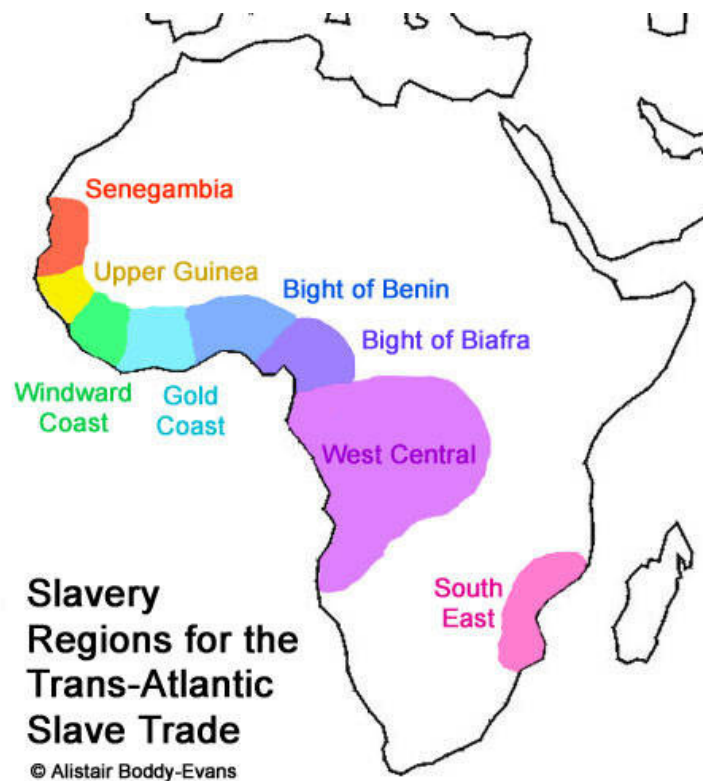 Senegambia
Upper Guinea
Bight of Benin
Bight of Biafra
Windward
Coast
Gold
Coast
West Central
South
East
Slavery
Regions for the
Trans-Atlantic
Slave Trade
© Alistair Boddy-Evans